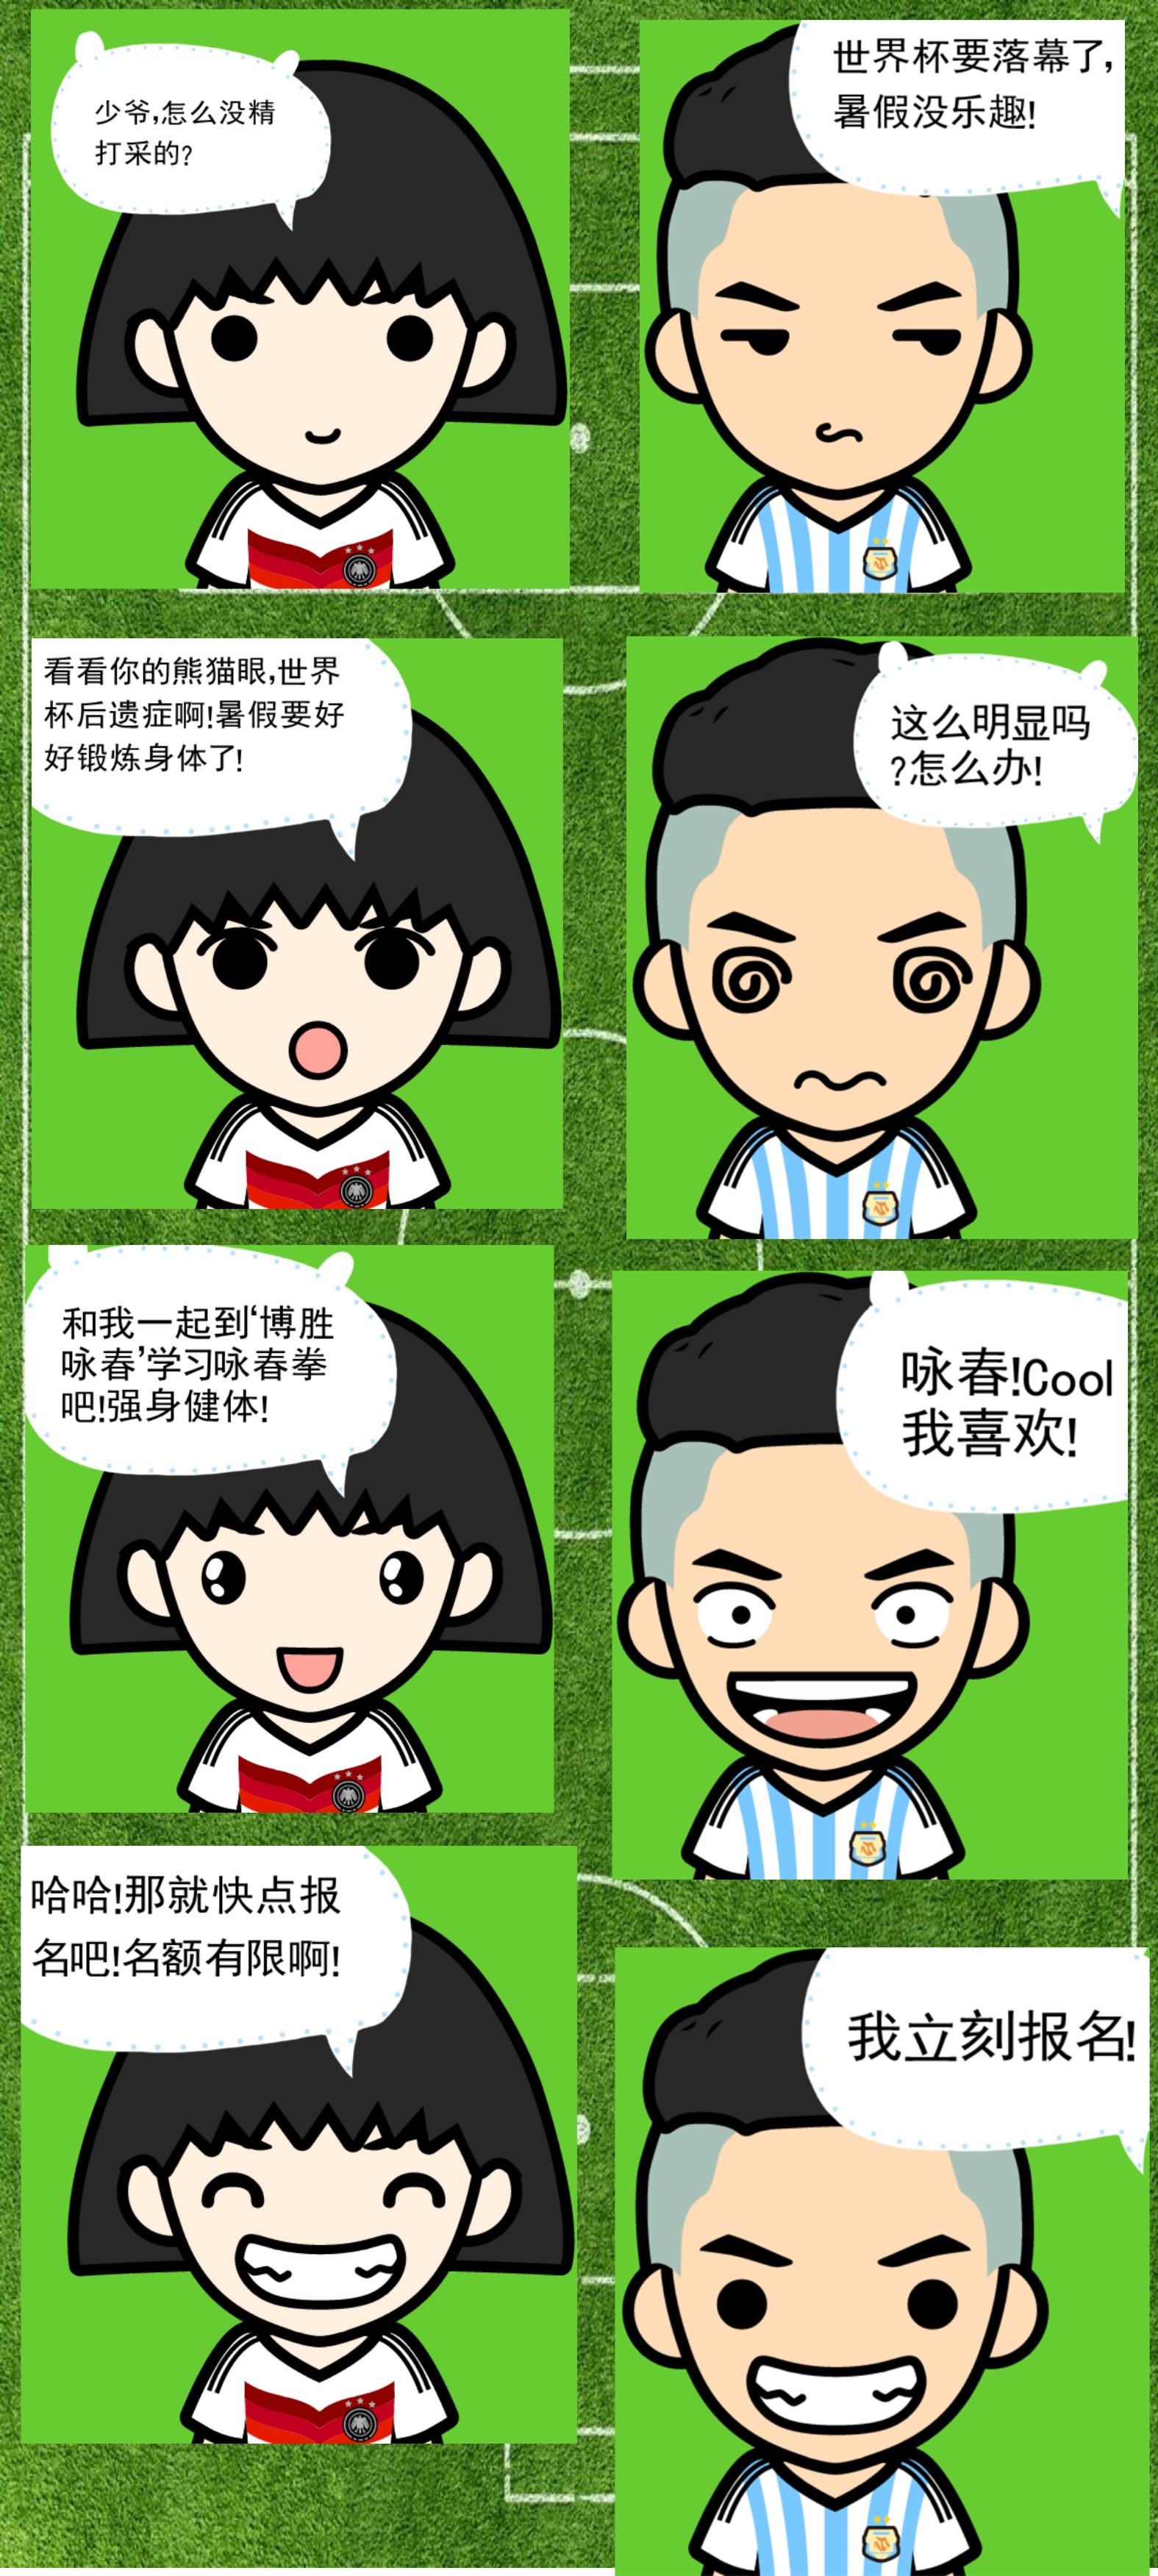 少爷,怎么没精
打采的?
世界杯要落幕了,
暑假没乐趣!
看看你的熊猫眼,世界
杯后遗症啊!暑假要好
好锻炼身体了!
这么明显吗
?怎么办!
和我一起到‘博胜
咏春’学习咏春拳
吧!强身健体!
咏春!Cool
我喜欢!
哈哈!那就快点报
名吧!名额有限啊!
我立刻报名!